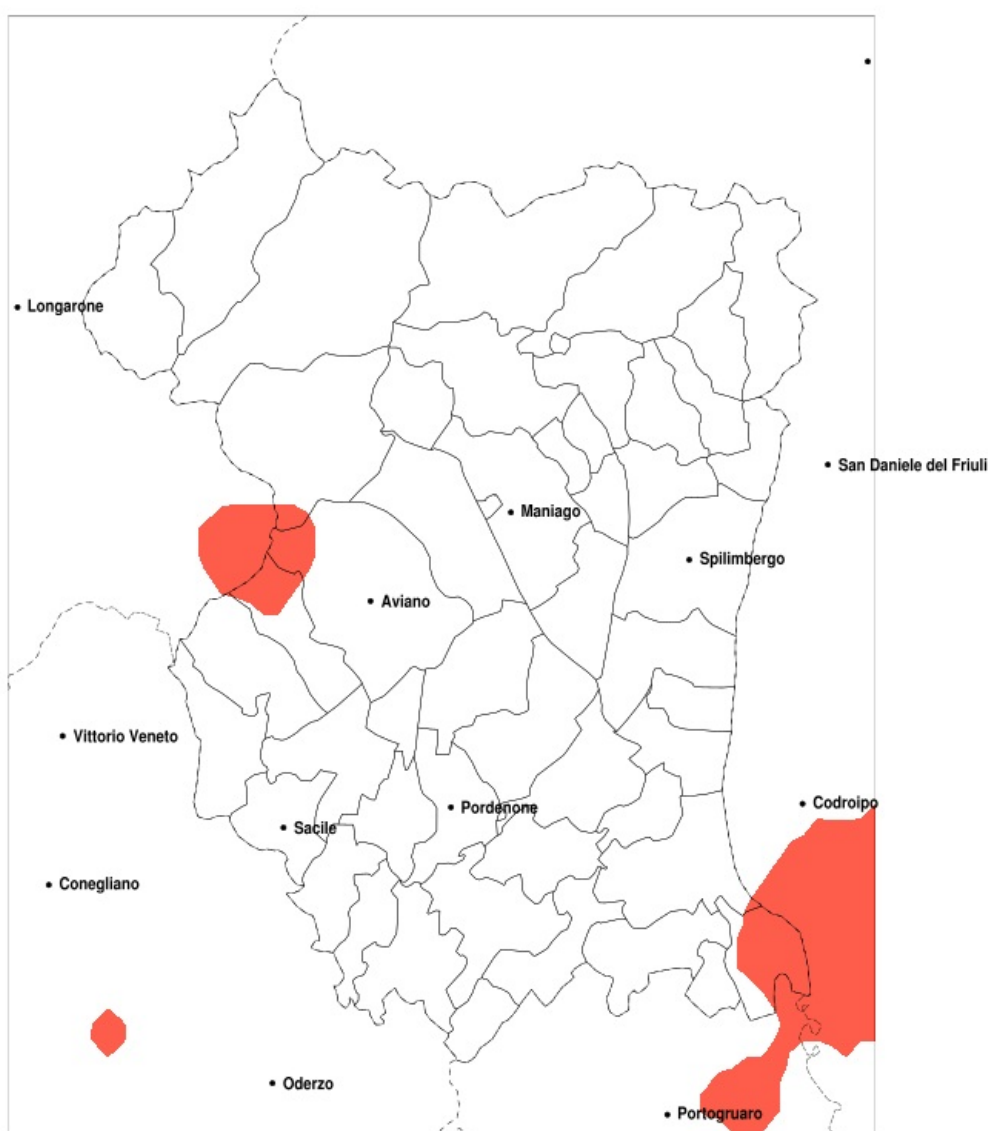 Longarone
San Daniele del Friuli
Maniago
Spilimbergo
Aviano
Vittorio Veneto
Codroipo
Pordenone
Sacile
Conegliano
Oderzo
Portogruaro